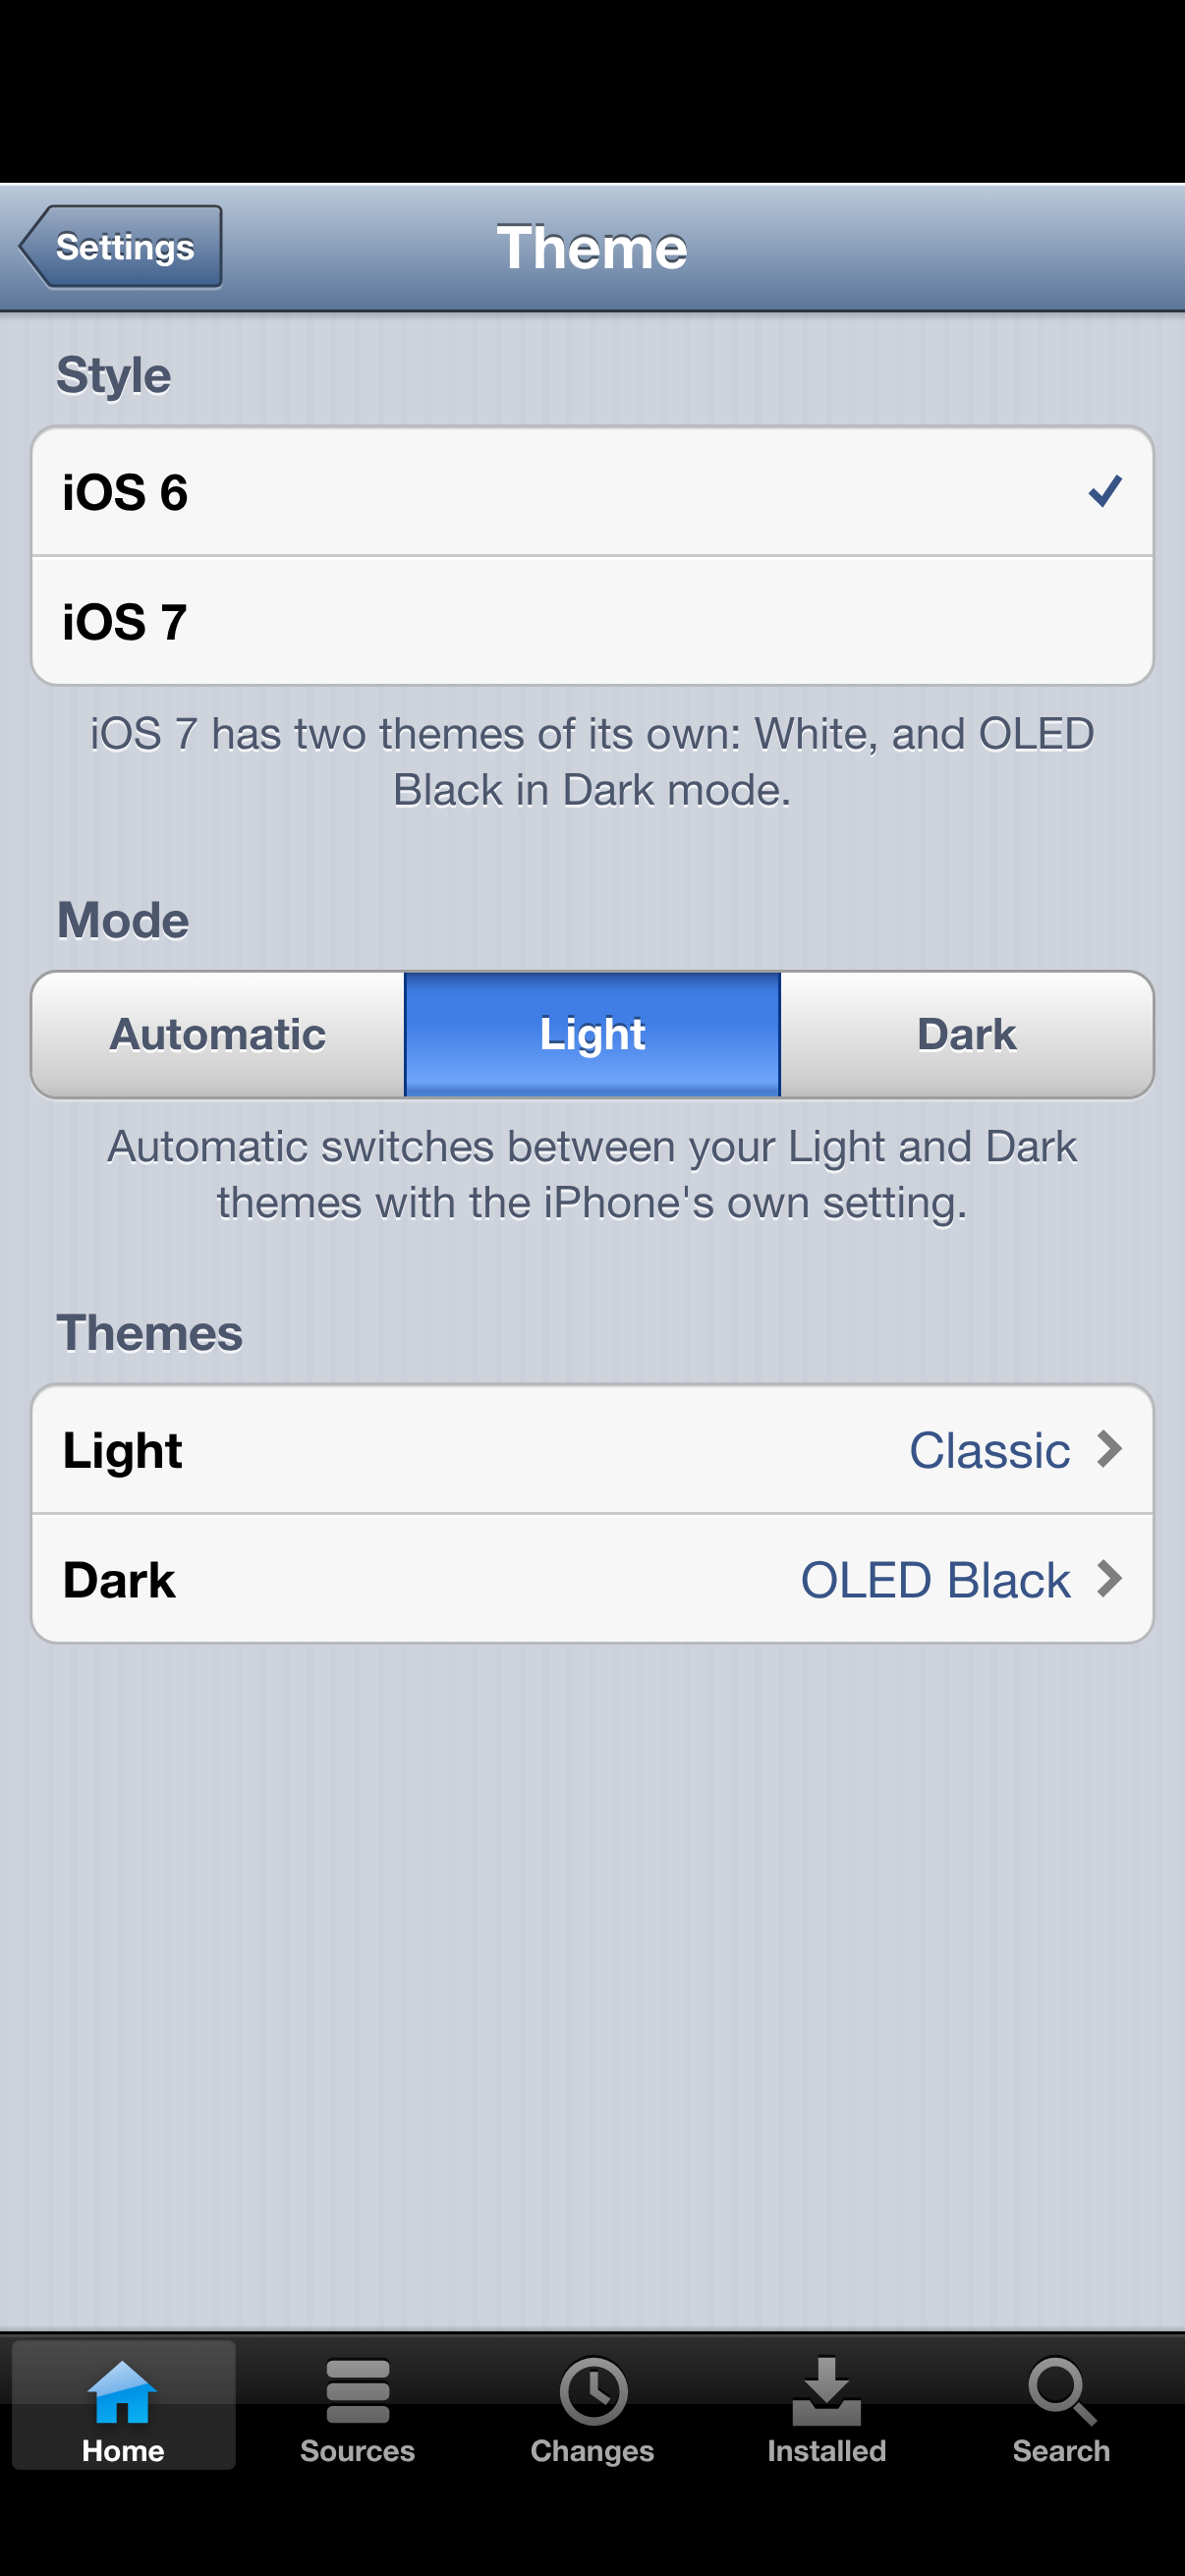 Settings
Theme
Style
iOS 6
iOS 7
iOS 7 has two themes of its own: White, and OLED
Black in Dark mode.
Mode
Automatic
Light
Dark
Automatic switches between your Light and Dark
themes with the iPhone's own setting.
Themes
Light
Classic
Dark
OLED Black
Home
Sources
Changes
Installed
Search